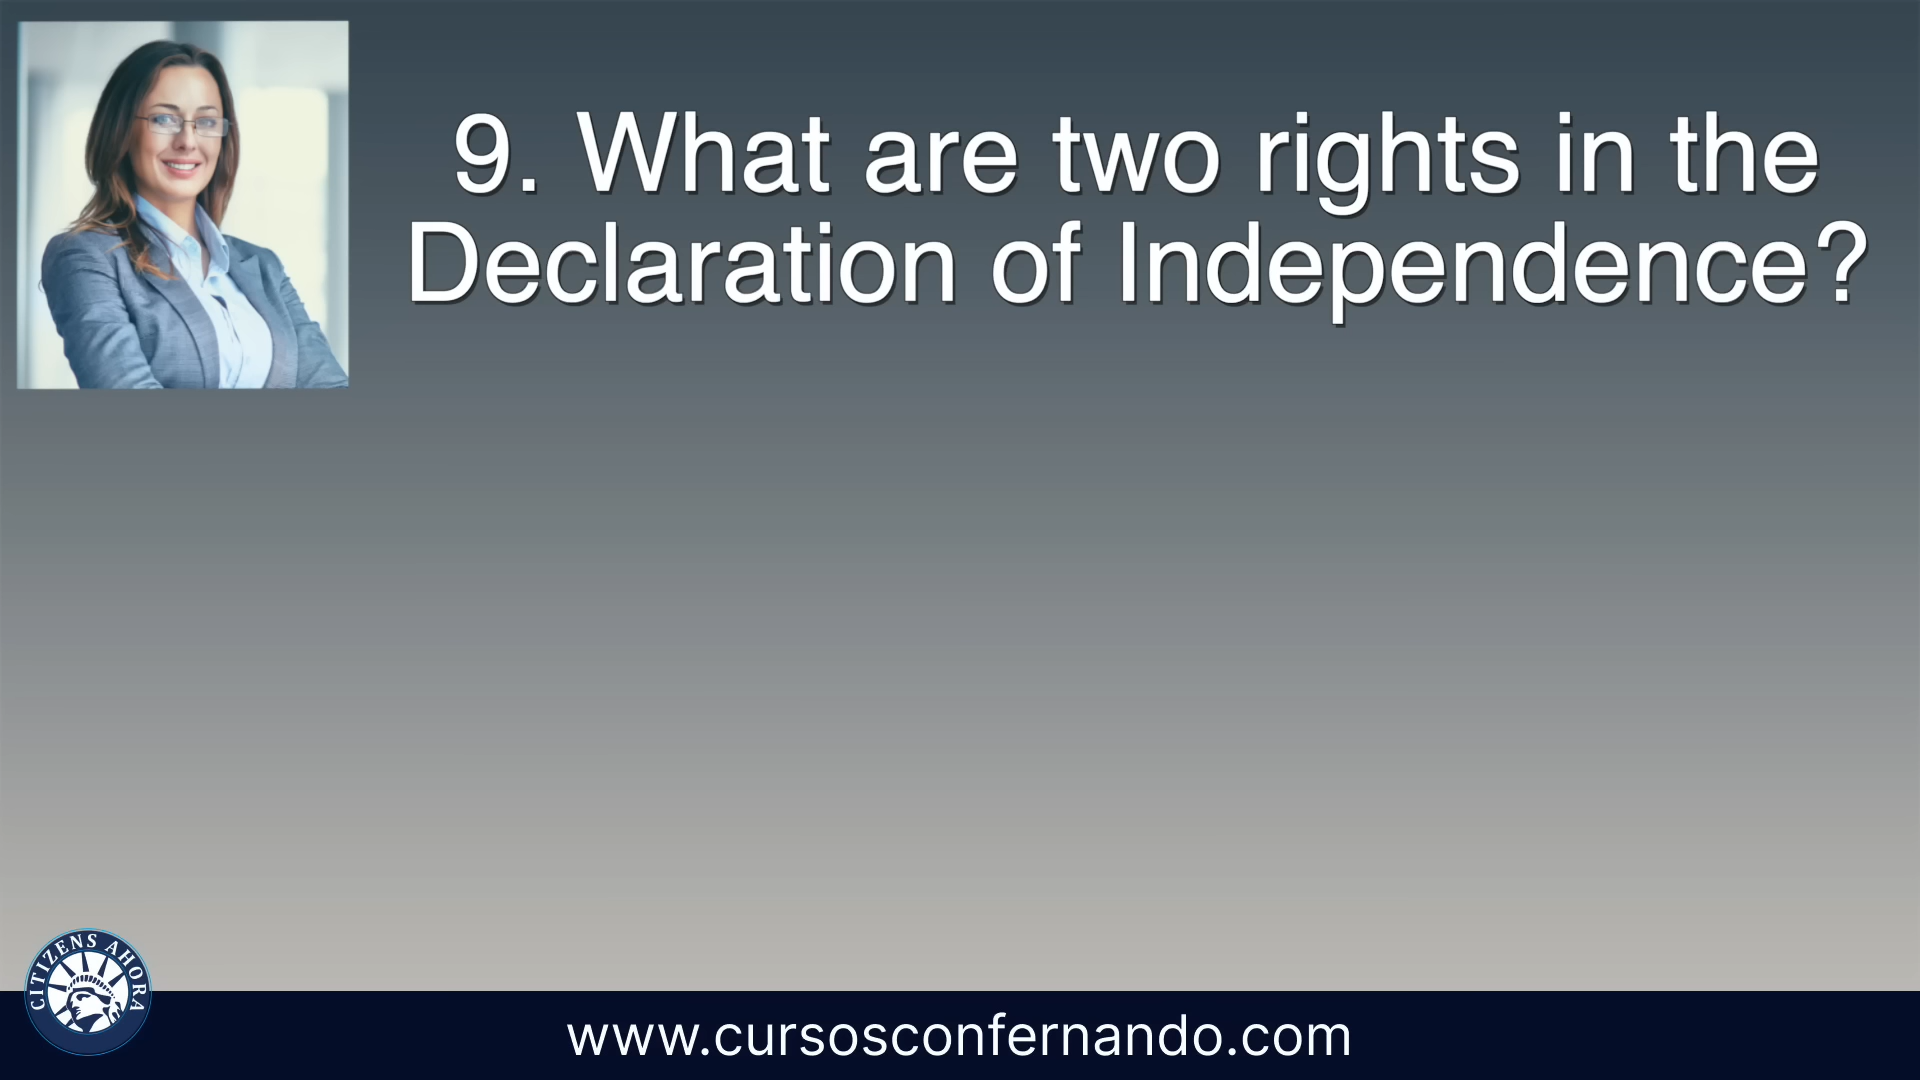 9. What are two rights in the
Declaration of Independence?
CITIZENS AHORA
www.cursosconfernando.com